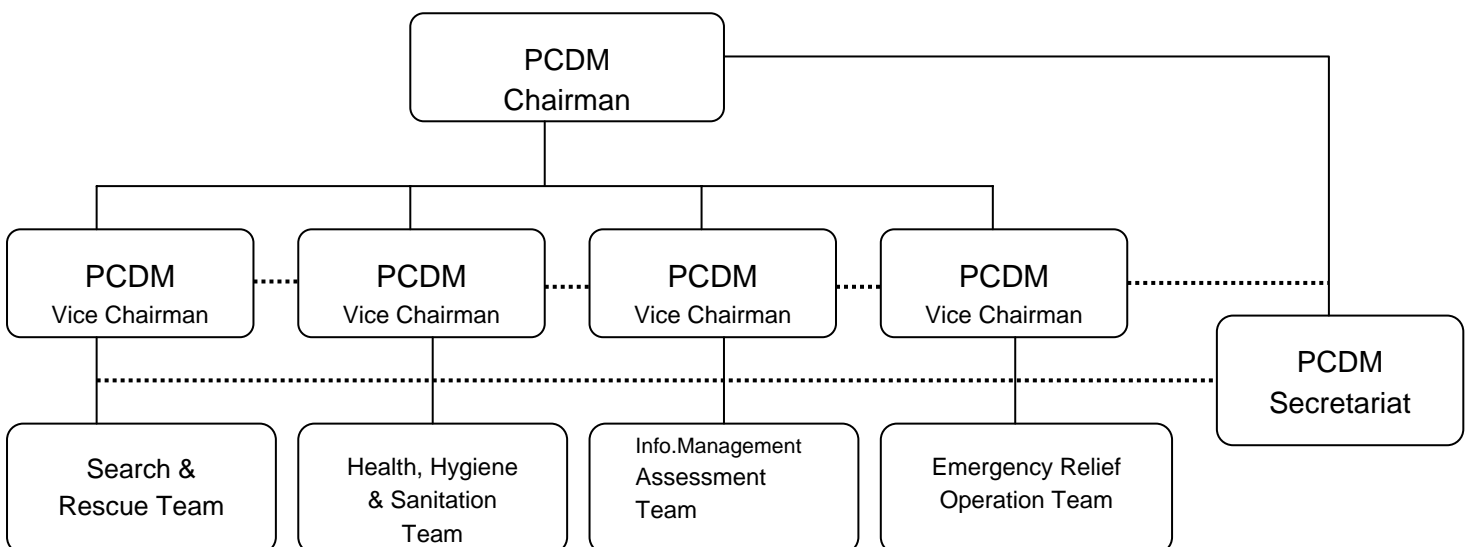 PCDM
Chairman
PCDM
Vice Chairman
PCDM
Vice Chairman
PCDM
Vice Chairman
PCDM
Vice Chairman
PCDM
Secretariat
Search &
Rescue Team
Health, Hygiene
& Sanitation
Team
Info.Management
Assessment
Team
Emergency Relief
Operation Team